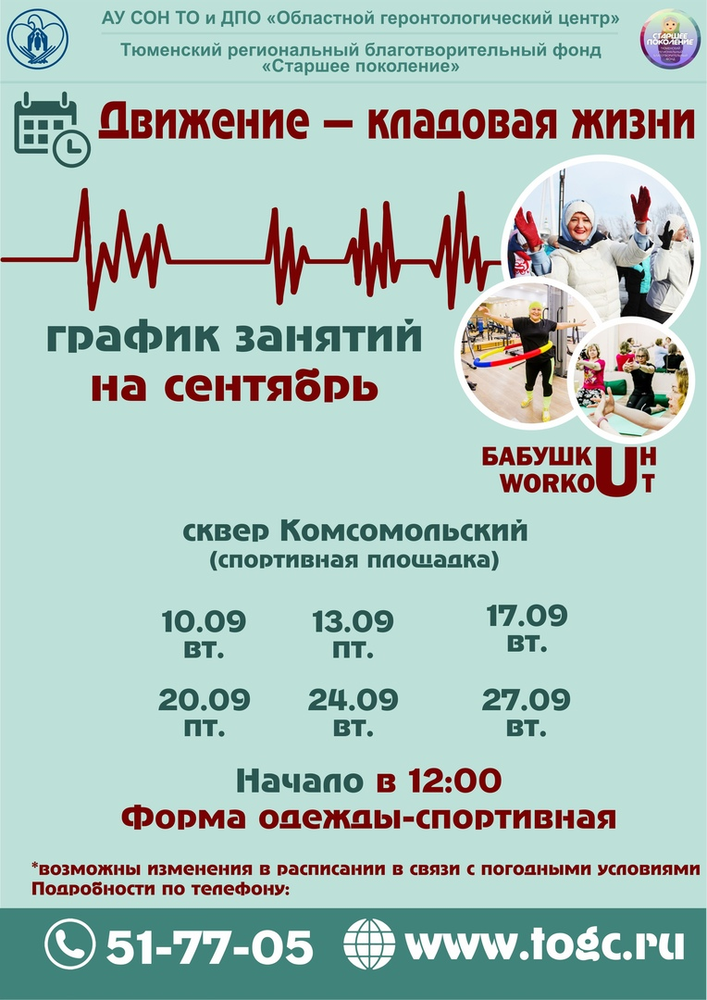 АУ СОН ТО и ДПО «Областной геронтологический центр»
Тюменский региональный благотворительный фонд
«Старшее поколение»
СТАРШЕЕ
ПОКОЛЕНИЕ
Движение – кладовая жизни
график занятий
на сентябрь
БАБУШКUН
WORKOUT
сквер Комсомольский
(спортивная площадка)
10.09 13.09 17.09
вт. пт. вт.
20.09 24.09 27.09
пт. вт. вт.
Начало в 12:00
Форма одежды-спортивная
*возможны изменения в расписании в связи с погодными условиями
Подробности по телефону:
51-77-05 www.togc.ru